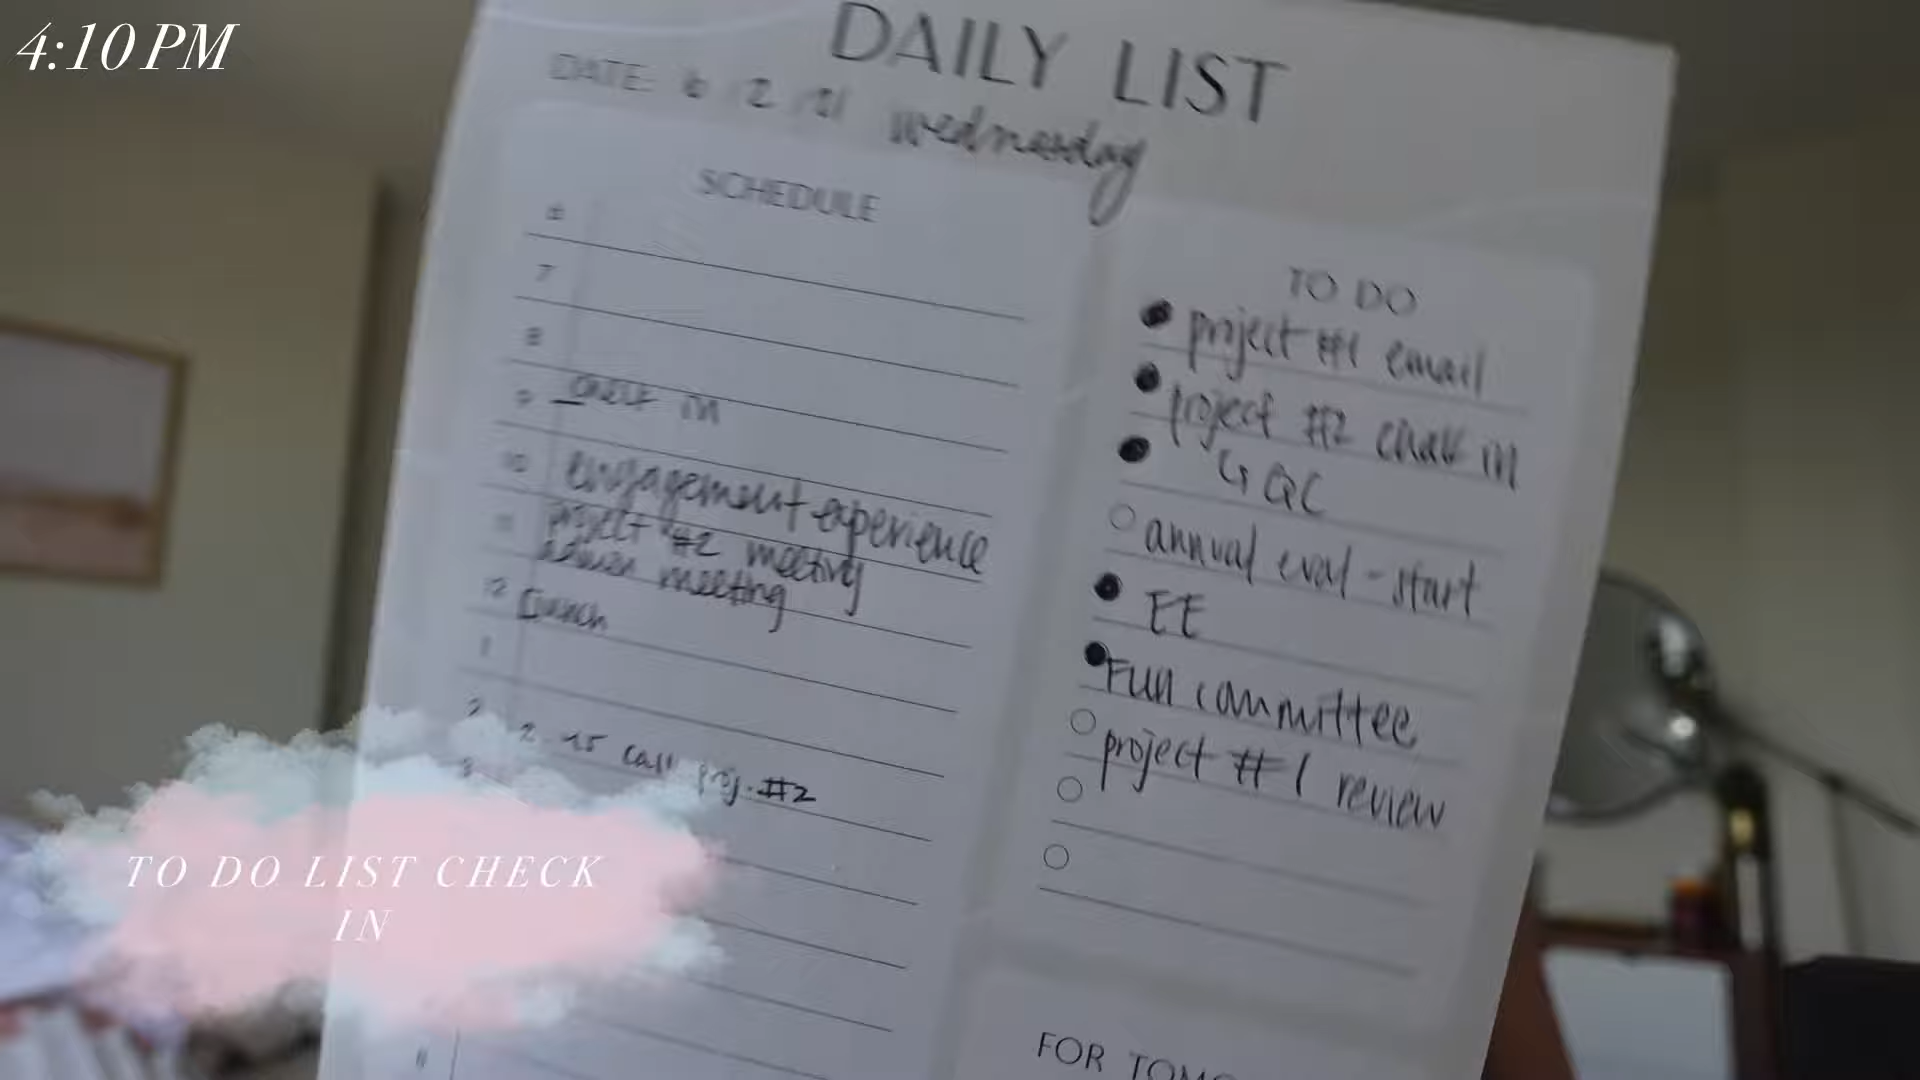 4:10 PM
DAILY LIST
DATE: 6 2 21 wednesday
SCHEDULE
6
7
8
9 check in
10 engagement experience
11 project #2 meeting
admin meeting
12 lunch
1
2 2 15 call proj. #2
3
TO DO
project #1 email
project #2 check in
GQC
annual eval - start
EE
Fun committee
project #1 review
TO DO LIST CHECK
IN
8
FOR